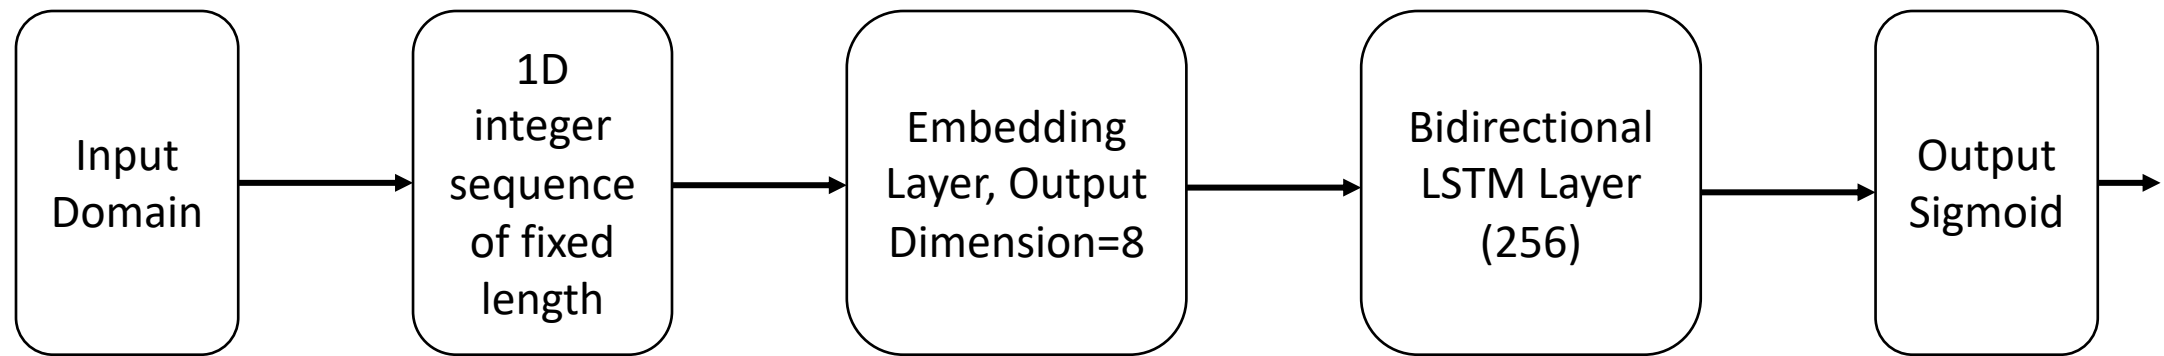 Input
Domain
1D
integer
sequence
of fixed
length
Embedding
Layer, Output
Dimension=8
Bidirectional
LSTM Layer
(256)
Output
Sigmoid